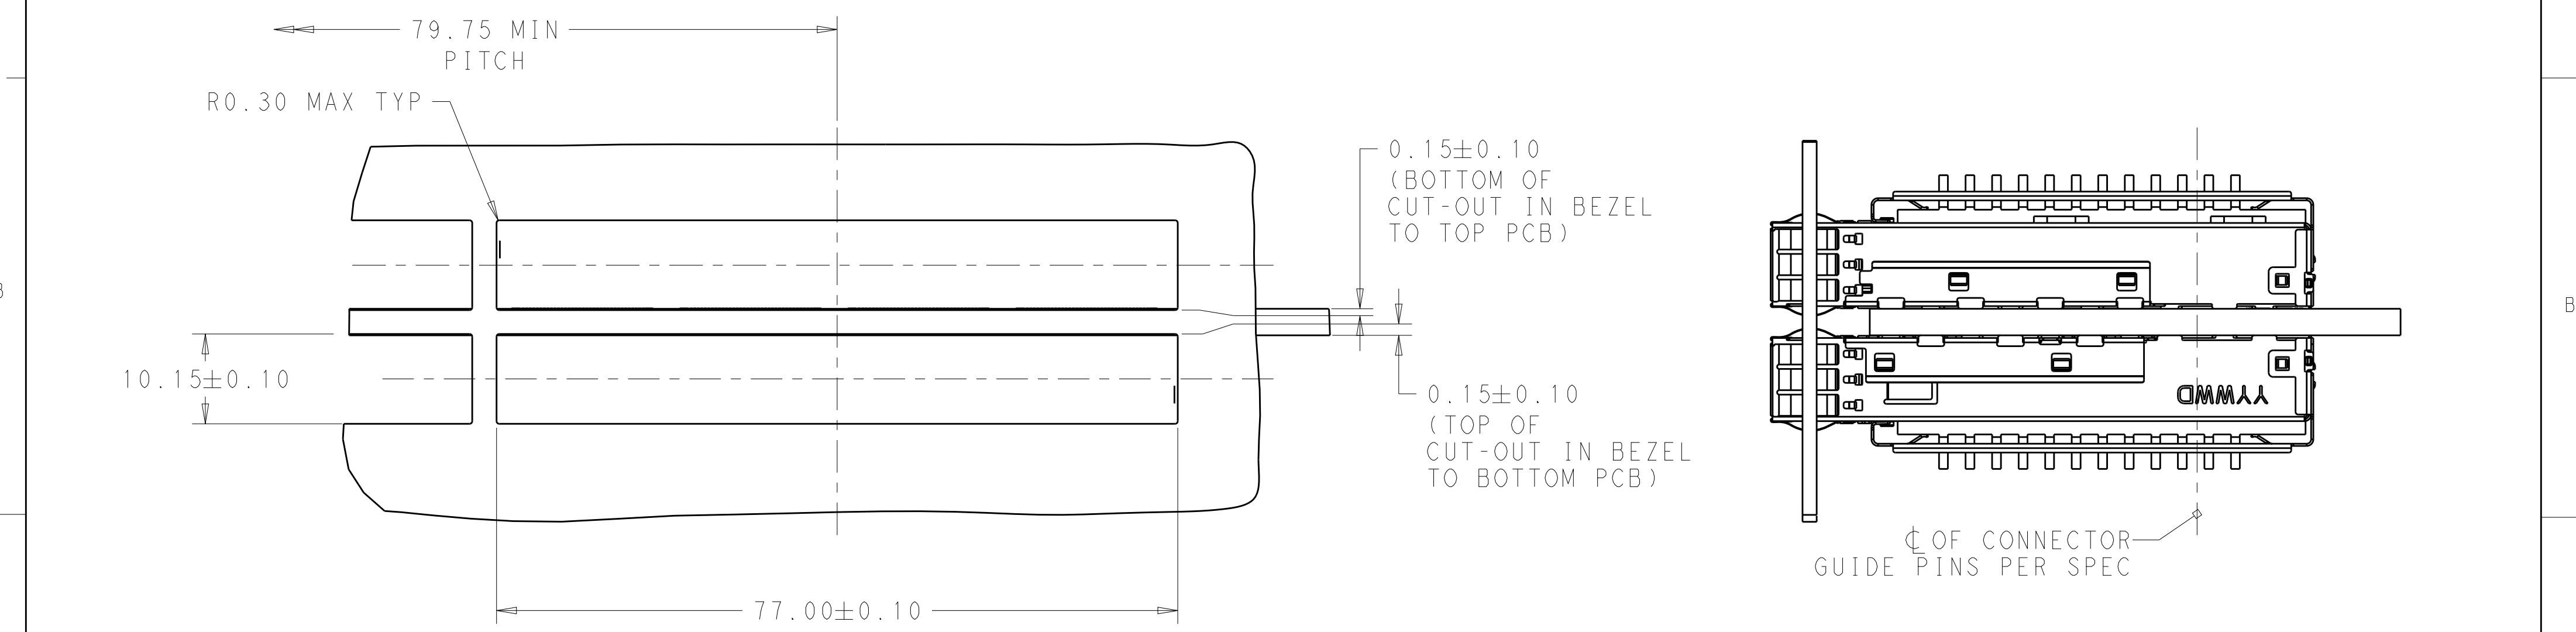 79.75 MIN
PITCH
R0.30 MAX TYP
0.15±0.10
(BOTTOM OF
CUT-OUT IN BEZEL
TO TOP PCB)
10.15±0.10
0.15±0.10
(TOP OF
CUT-OUT IN BEZEL
TO BOTTOM PCB)
77.00±0.10
YYWWD
℄ OF CONNECTOR
GUIDE PINS PER SPEC
B
B